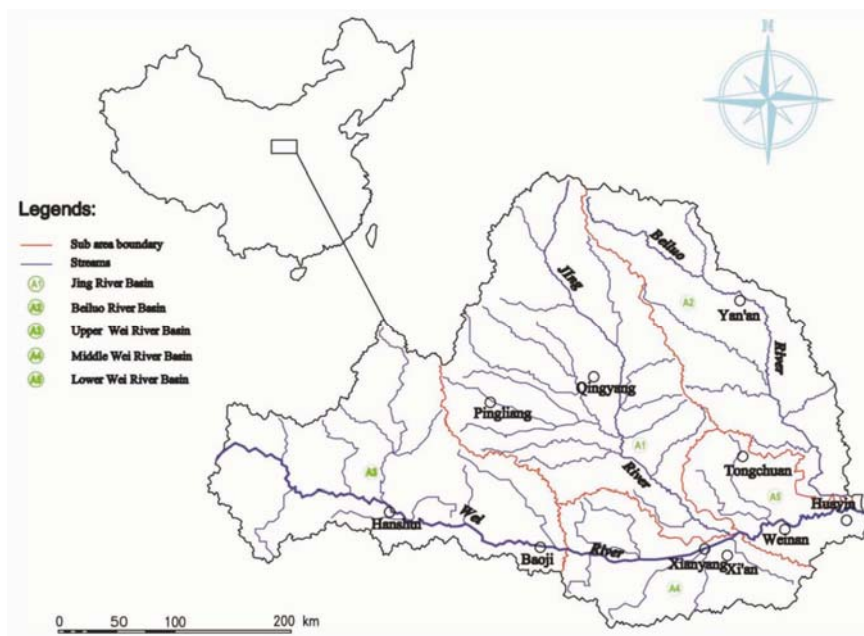 N
Legends:
Sub area boundary
Streams
A1 Jing River Basin
A2 Beiluo River Basin
A3 Upper Wei River Basin
A4 Middle Wei River Basin
A5 Lower Wei River Basin
Beiluo
Jing
A2
Yan'an
River
Qingyang
Pingliang
A1
Tongchuan
A3
River
A5
Huayin
Hanshui
Wei
Weinan
River
Baoji
Xianyang
Xi'an
A4
0 50 100 200 km